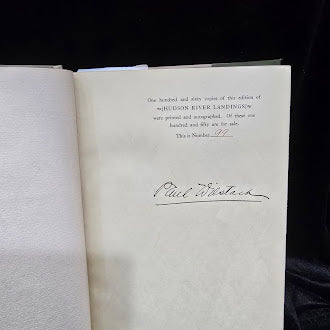 One hundred and sixty copies of this edition of
HUDSON RIVER LANDINGS
were printed and autographed. Of these one
hundred and fifty are for sale.
This is Number 97
Paul Wilstach